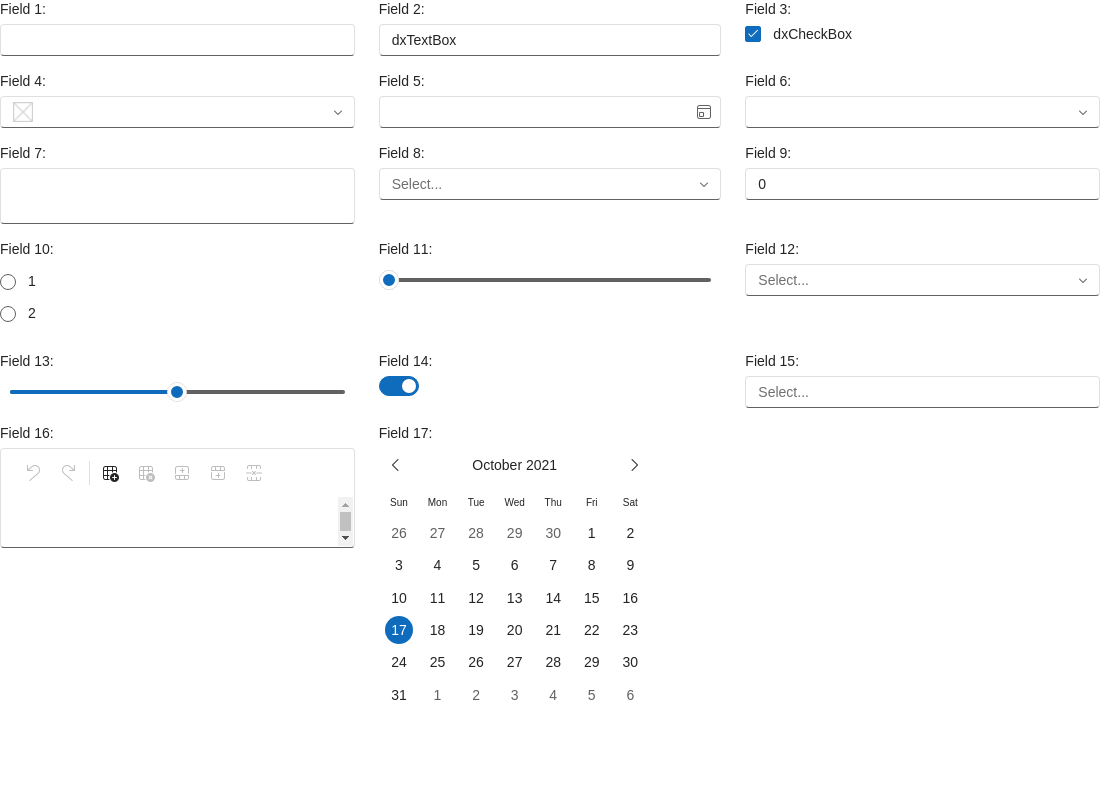 Field 1:
Field 2:
dxTextBox
Field 3:
dxCheckBox
Field 4:
Field 5:
Field 6:
Field 7:
Field 8:
Select...
Field 9:
0
Field 10:
1
2
Field 11:
Field 12:
Select...
Field 13:
Field 14:
Field 15:
Select...
Field 16:
Field 17:
October 2021
Sun Mon Tue Wed Thu Fri Sat
26 27 28 29 30 1 2
3 4 5 6 7 8 9
10 11 12 13 14 15 16
17 18 19 20 21 22 23
24 25 26 27 28 29 30
31 1 2 3 4 5 6